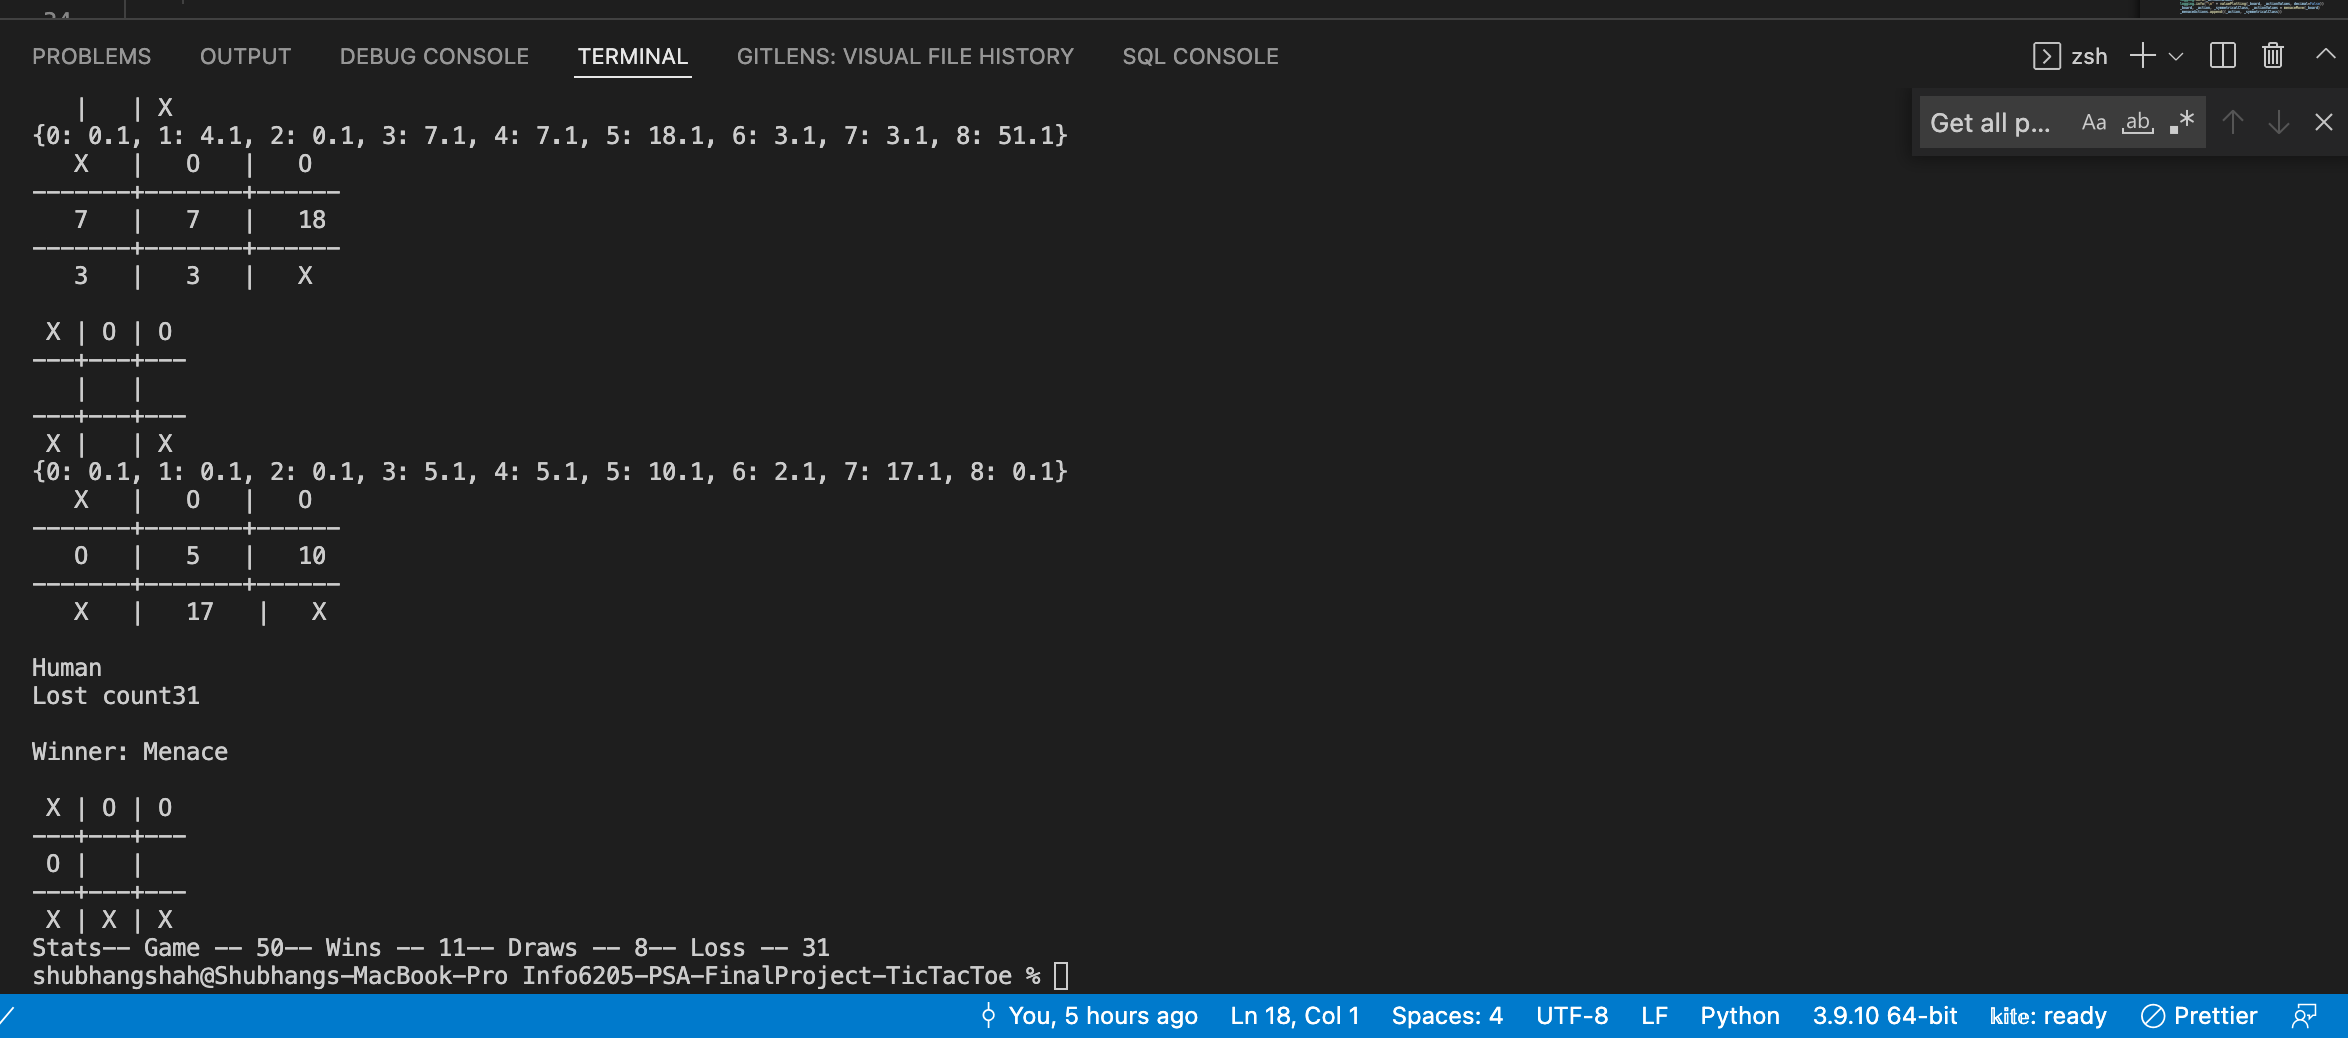 PROBLEMS OUTPUT DEBUG CONSOLE TERMINAL GITLENS: VISUAL FILE HISTORY SQL CONSOLE zsh
Get all p... Aa ab .*
  |   | X
{0: 0.1, 1: 4.1, 2: 0.1, 3: 7.1, 4: 7.1, 5: 18.1, 6: 3.1, 7: 3.1, 8: 51.1}
   X   |   O   |   O
-------+-------+------
   7   |   7   |   18
-------+-------+------
   3   |   3   |   X
 X | O | O
---+---+---
   |   |
---+---+---
 X |   | X
{0: 0.1, 1: 0.1, 2: 0.1, 3: 5.1, 4: 5.1, 5: 10.1, 6: 2.1, 7: 17.1, 8: 0.1}
   X   |   O   |   O
-------+-------+------
   O   |   5   |   10
-------+-------+------
   X   |   17   |   X
Human
Lost count31
Winner: Menace
 X | O | O
---+---+---
 O |   |
---+---+---
 X | X | X
Stats-- Game -- 50-- Wins -- 11-- Draws -- 8-- Loss -- 31
shubhangshah@Shubhangs-MacBook-Pro Info6205-PSA-FinalProject-TicTacToe %
You, 5 hours ago Ln 18, Col 1 Spaces: 4 UTF-8 LF Python 3.9.10 64-bit kite: ready Prettier